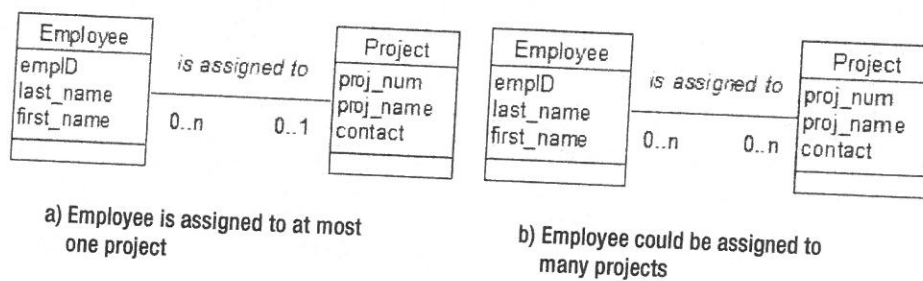 Employee
empID
last_name
first_name
is assigned to
0..n 0..1
Project
proj_num
proj_name
contact
a) Employee is assigned to at most
one project
Employee
empID
last_name
first_name
is assigned to
0..n 0..n
Project
proj_num
proj_name
contact
b) Employee could be assigned to
many projects